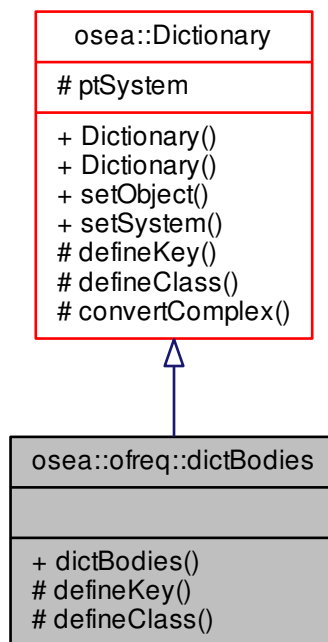 osea::Dictionary
# ptSystem
+ Dictionary()
+ Dictionary()
+ setObject()
+ setSystem()
# defineKey()
# defineClass()
# convertComplex()
osea::ofreq::dictBodies
+ dictBodies()
# defineKey()
# defineClass()